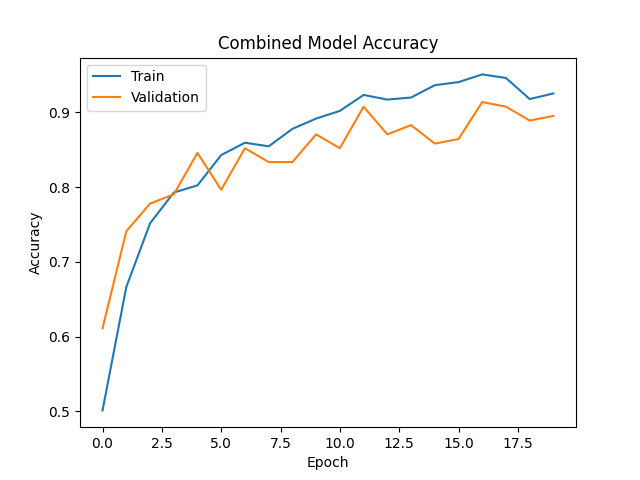 Combined Model Accuracy
Train
Validation
Accuracy
0.9
0.8
0.7
0.6
0.5
0.0 2.5 5.0 7.5 10.0 12.5 15.0 17.5
Epoch